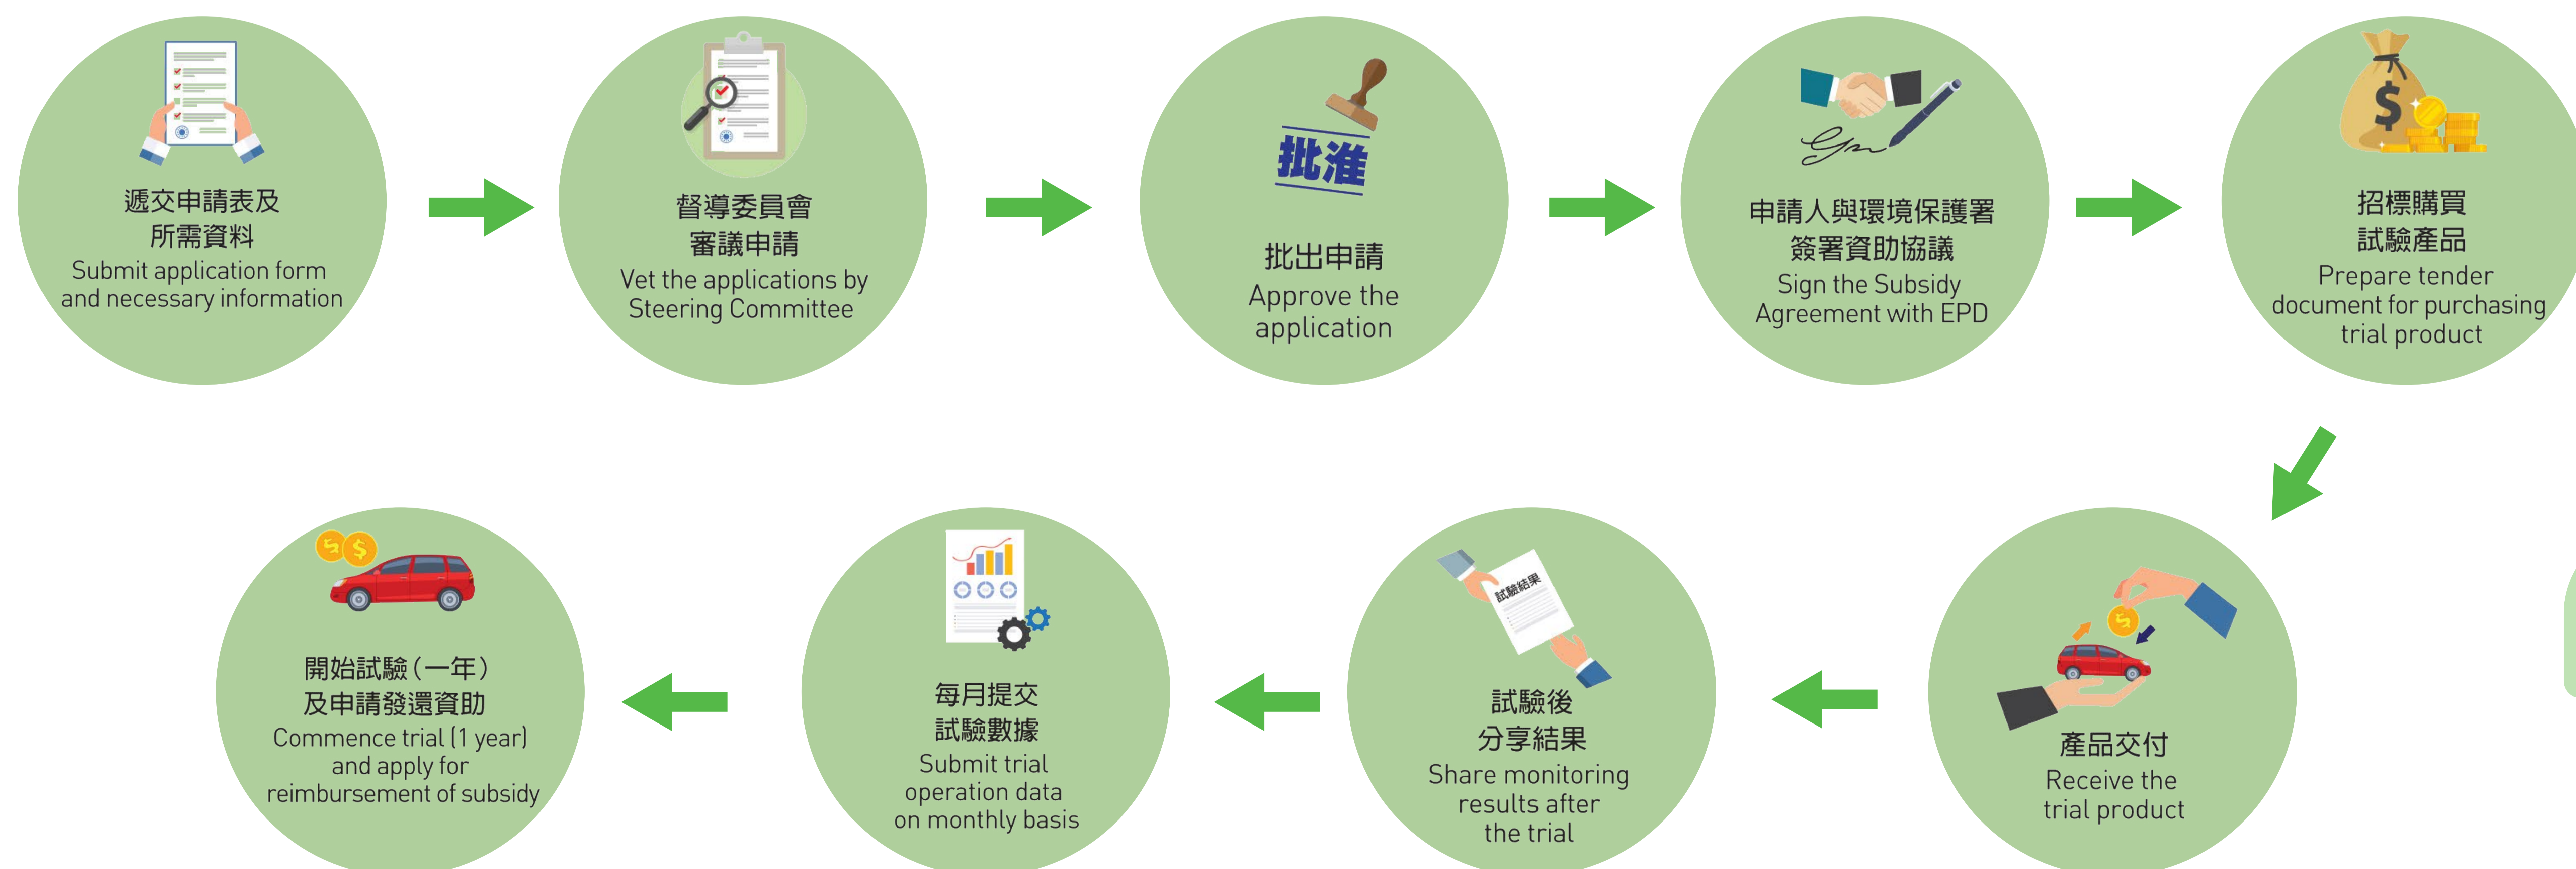 遞交申請表及
所需資料
Submit application form
and necessary information
督導委員會
審議申請
Vet the applications by
Steering Committee
批准
批出申請
Approve the
application
申請人與環境保護署
簽署資助協議
Sign the Subsidy
Agreement with EPD
$
招標購買
試驗產品
Prepare tender
document for purchasing
trial product
$
產品交付
Receive the
trial product
試驗結果
試驗後
分享結果
Share monitoring
results after
the trial
每月提交
試驗數據
Submit trial
operation data
on monthly basis
$ $
開始試驗(一年)
及申請發還資助
Commence trial (1 year)
and apply for
reimbursement of subsidy